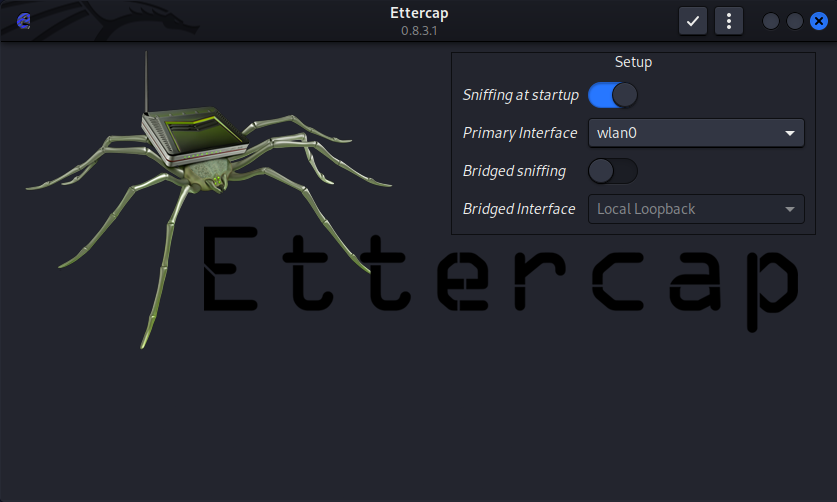 Ettercap
0.8.3.1
Setup
Sniffing at startup
Primary Interface wlan0
Bridged sniffing
Bridged Interface Local Loopback
Ettercap